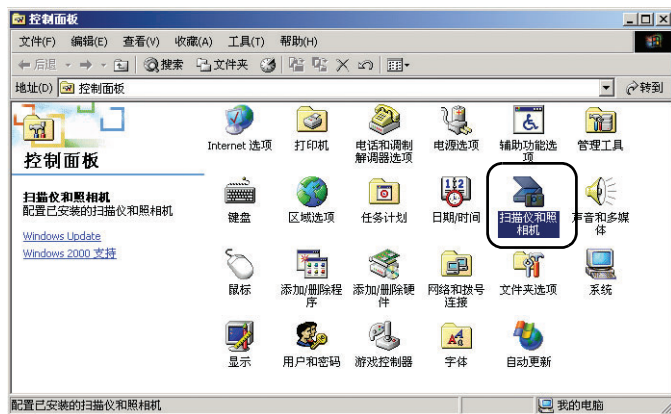 控制面板
文件(F) 编辑(E) 查看(V) 收藏(A) 工具(T) 帮助(H)
后退 搜索 文件夹
地址(D) 控制面板 转到
控制面板
扫描仪和照相机
配置已安装的扫描仪和照相机
Windows Update
Windows 2000 支持
Internet 选项 打印机 电话和调制 电源选项 辅助功能选 管理工具
解调器选项 项
键盘 区域选项 任务计划 日期/时间 扫描仪和照 声音和多媒
相机 体
鼠标 添加/删除程 添加/删除硬 网络和拨号 文件夹选项 系统
序 件 连接
显示 用户和密码 游戏控制器 字体 自动更新
配置已安装的扫描仪和照相机 我的电脑